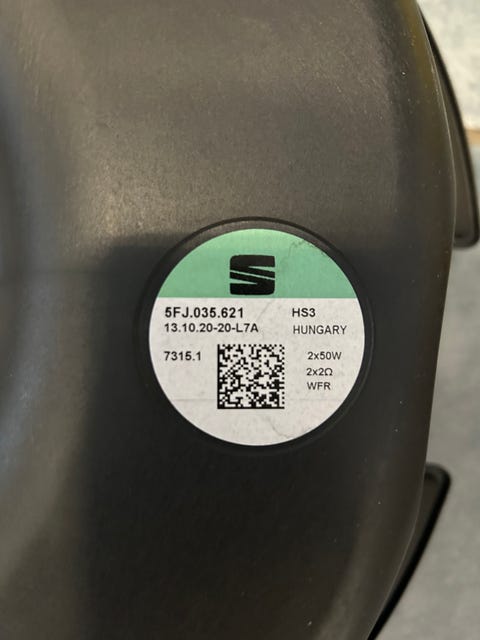 5FJ.035.621 HS3
13.10.20-20-L7A HUNGARY
7315.1 2x50W
2x2Ω
WFR